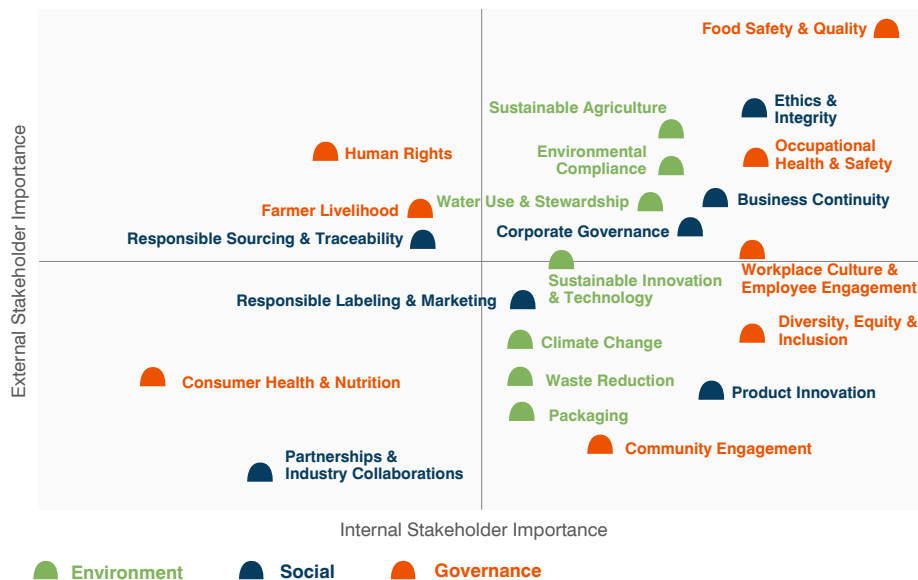 Food Safety & Quality
Ethics &
Integrity
Sustainable Agriculture
Occupational
Health & Safety
Environmental
Compliance
Human Rights
Business Continuity
Water Use & Stewardship
Farmer Livelihood
Corporate Governance
Responsible Sourcing & Traceability
Workplace Culture &
Employee Engagement
Sustainable Innovation
& Technology
Responsible Labeling & Marketing
Diversity, Equity &
Inclusion
Climate Change
Waste Reduction
Consumer Health & Nutrition
Product Innovation
Packaging
Community Engagement
Partnerships &
Industry Collaborations
External Stakeholder Importance
Internal Stakeholder Importance
Environment
Social
Governance